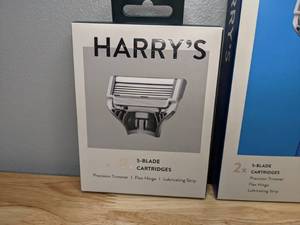 HARRY'S
5-BLADE
CARTRIDGES
Precision Trimmer | Flex Hinge | Lubricating Strip
2x
5-BLADE
CARTRIDGES
Precision Trimmer
Flex Hinge
Lubricating Strip